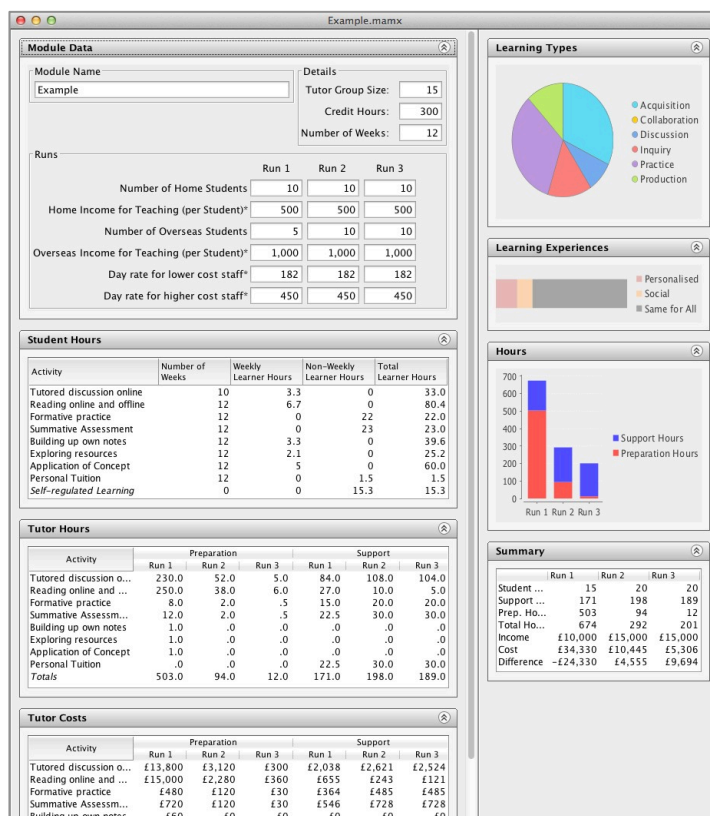 Example.mamx
Module Data
Module Name
Example
Details
Tutor Group Size: 15
Credit Hours: 300
Number of Weeks: 12
Runs
Run 1 Run 2 Run 3
Number of Home Students 10 10 10
Home Income for Teaching (per Student)* 500 500 500
Number of Overseas Students 5 10 10
Overseas Income for Teaching (per Student)* 1,000 1,000 1,000
Day rate for lower cost staff* 182 182 182
Day rate for higher cost staff* 450 450 450
Student Hours
Activity Number of Weeks Weekly Learner Hours Non-Weekly Learner Hours Total Learner Hours
Tutored discussion online 10 3.3 0 33.0
Reading online and offline 12 6.7 0 80.4
Formative practice 12 0 22 22.0
Summative Assessment 12 0 23 23.0
Building up own notes 12 3.3 0 39.6
Exploring resources 12 2.1 0 25.2
Application of Concept 12 5 0 60.0
Personal Tuition 12 0 1.5 1.5
Self-regulated Learning 0 0 15.3 15.3
Tutor Hours
Activity Preparation Support
Run 1 Run 2 Run 3 Run 1 Run 2 Run 3
Tutored discussion o... 230.0 52.0 5.0 84.0 108.0 104.0
Reading online and ... 250.0 38.0 6.0 27.0 10.0 5.0
Formative practice 8.0 2.0 .5 15.0 20.0 20.0
Summative Assessm... 12.0 2.0 .5 22.5 30.0 30.0
Building up own notes 1.0 .0 .0 .0 .0 .0
Exploring resources 1.0 .0 .0 .0 .0 .0
Application of Concept 1.0 .0 .0 .0 .0 .0
Personal Tuition .0 .0 .0 22.5 30.0 30.0
Totals 503.0 94.0 12.0 171.0 198.0 189.0
Tutor Costs
Activity Preparation Support
Run 1 Run 2 Run 3 Run 1 Run 2 Run 3
Tutored discussion o... £13,800 £3,120 £300 £2,038 £2,621 £2,524
Reading online and ... £15,000 £2,280 £360 £655 £243 £121
Formative practice £480 £120 £30 £364 £485 £485
Summative Assessm... £720 £120 £30 £546 £728 £728
Building up own notes £60 £0 £0 £0 £0 £0
Learning Types
Acquisition
Collaboration
Discussion
Inquiry
Practice
Production
Learning Experiences
Personalised
Social
Same for All
Hours
700
600
500
400
300
200
100
0
Run 1 Run 2 Run 3
Support Hours
Preparation Hours
Summary
Run 1 Run 2 Run 3
Student ... 15 20 20
Support ... 171 198 189
Prep. Ho... 503 94 12
Total Ho... 674 292 201
Income £10,000 £15,000 £15,000
Cost £34,330 £10,445 £5,306
Difference -£24,330 £4,555 £9,694